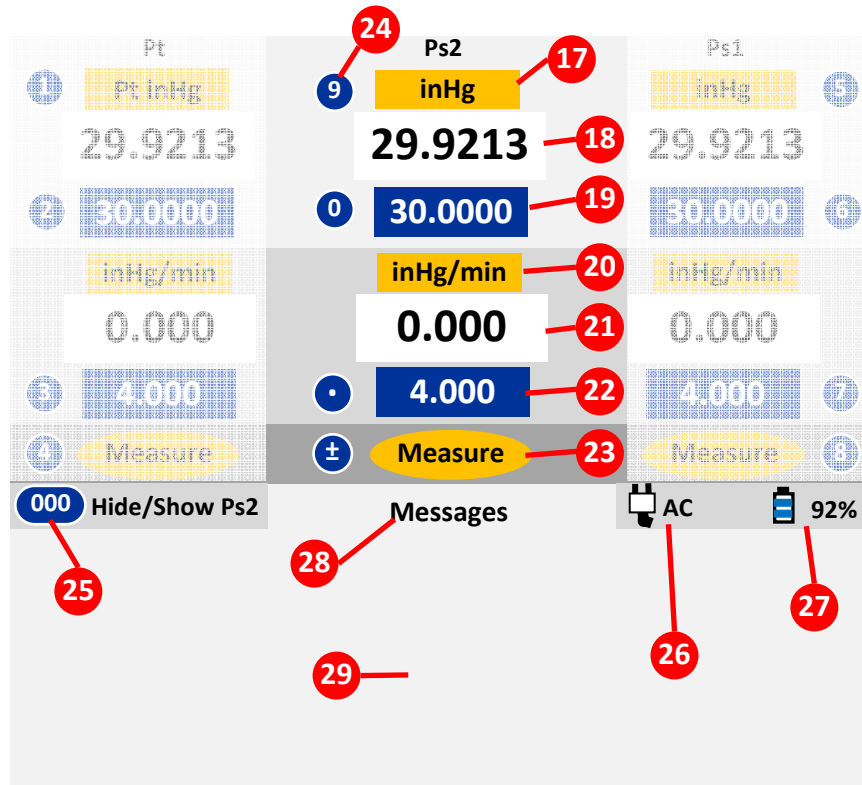 24
Pt Ps2 Ps1
17
1 Pt inHg 9 inHg inHg 5
29.9213 29.9213 18 29.9213
2 30.0000 0 30.0000 19 30.0000 6
inHg/min inHg/min 20 inHg/min
0.000 0.000 21 0.000
3 4.000 • 4.000 22 4.000 7
4 Measure ± Measure 23 Measure 8
000 Hide/Show Ps2 Messages AC 92%
28
25 27
26
29